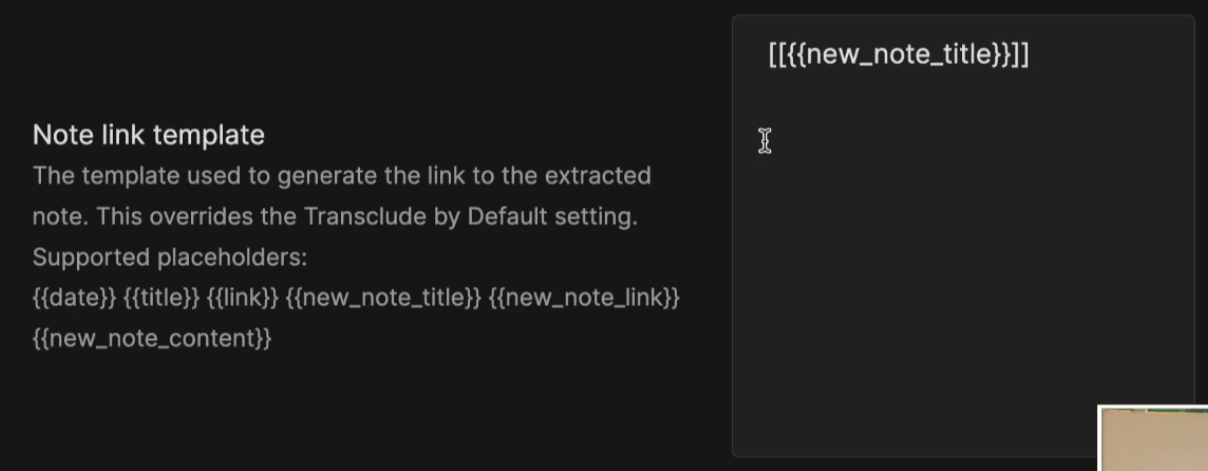 [[{{new_note_title}}]]
Note link template
The template used to generate the link to the extracted
note. This overrides the Transclude by Default setting.
Supported placeholders:
{{date}} {{title}} {{link}} {{new_note_title}} {{new_note_link}}
{{new_note_content}}